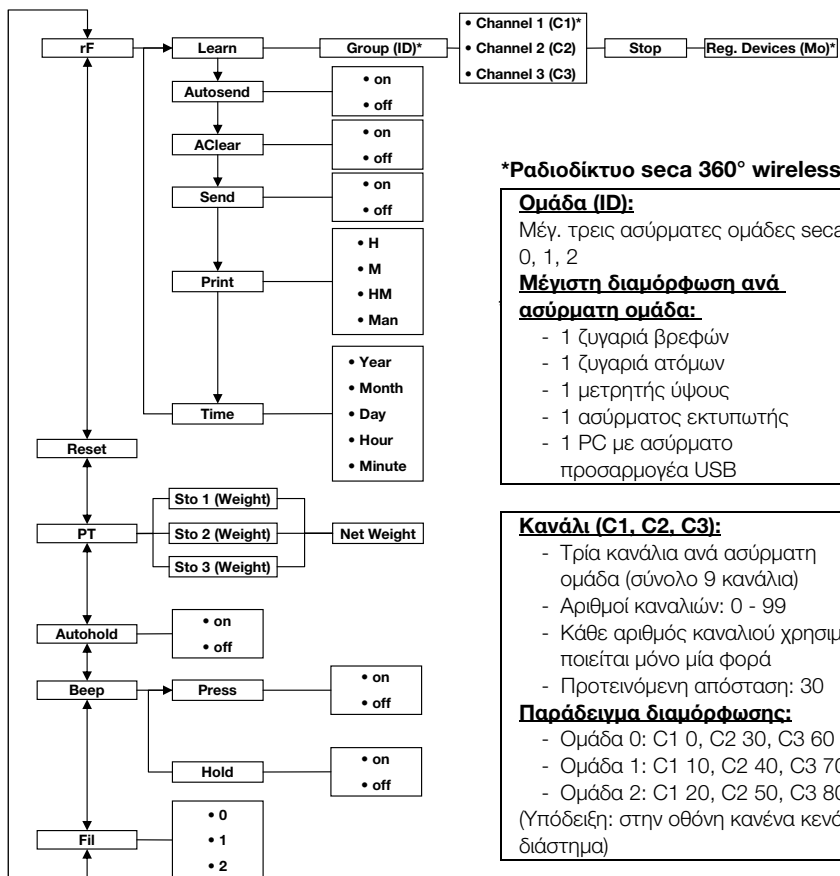 rF
Learn
Group (ID)*
• Channel 1 (C1)*
• Channel 2 (C2)
• Channel 3 (C3)
Stop
Reg. Devices (Mo)*
Autosend
• on
• off
AClear
• on
• off
Send
• on
• off
Print
• H
• M
• HM
• Man
Time
• Year
• Month
• Day
• Hour
• Minute
Reset
PT
Sto 1 (Weight)
Sto 2 (Weight)
Sto 3 (Weight)
Net Weight
Autohold
• on
• off
Beep
Press
• on
• off
Hold
• on
• off
Fil
• 0
• 1
• 2
*Ραδιοδίκτυο seca 360° wireless
Ομάδα (ID):
Μέγ. τρεις ασύρματες ομάδες seca
0, 1, 2
Μέγιστη διαμόρφωση ανά
ασύρματη ομάδα:
- 1 ζυγαριά βρεφών
- 1 ζυγαριά ατόμων
- 1 μετρητής ύψους
- 1 ασύρματος εκτυπωτής
- 1 PC με ασύρματο
προσαρμογέα USB
Κανάλι (C1, C2, C3):
- Τρία κανάλια ανά ασύρματη
ομάδα (σύνολο 9 κανάλια)
- Αριθμοί καναλιών: 0 - 99
- Κάθε αριθμός καναλιού χρησιμ
ποιείται μόνο μία φορά
- Προτεινόμενη απόσταση: 30
Παράδειγμα διαμόρφωσης:
- Ομάδα 0: C1 0, C2 30, C3 60
- Ομάδα 1: C1 10, C2 40, C3 70
- Ομάδα 2: C1 20, C2 50, C3 80
(Υπόδειξη: στην οθόνη κανένα κενό
διάστημα)